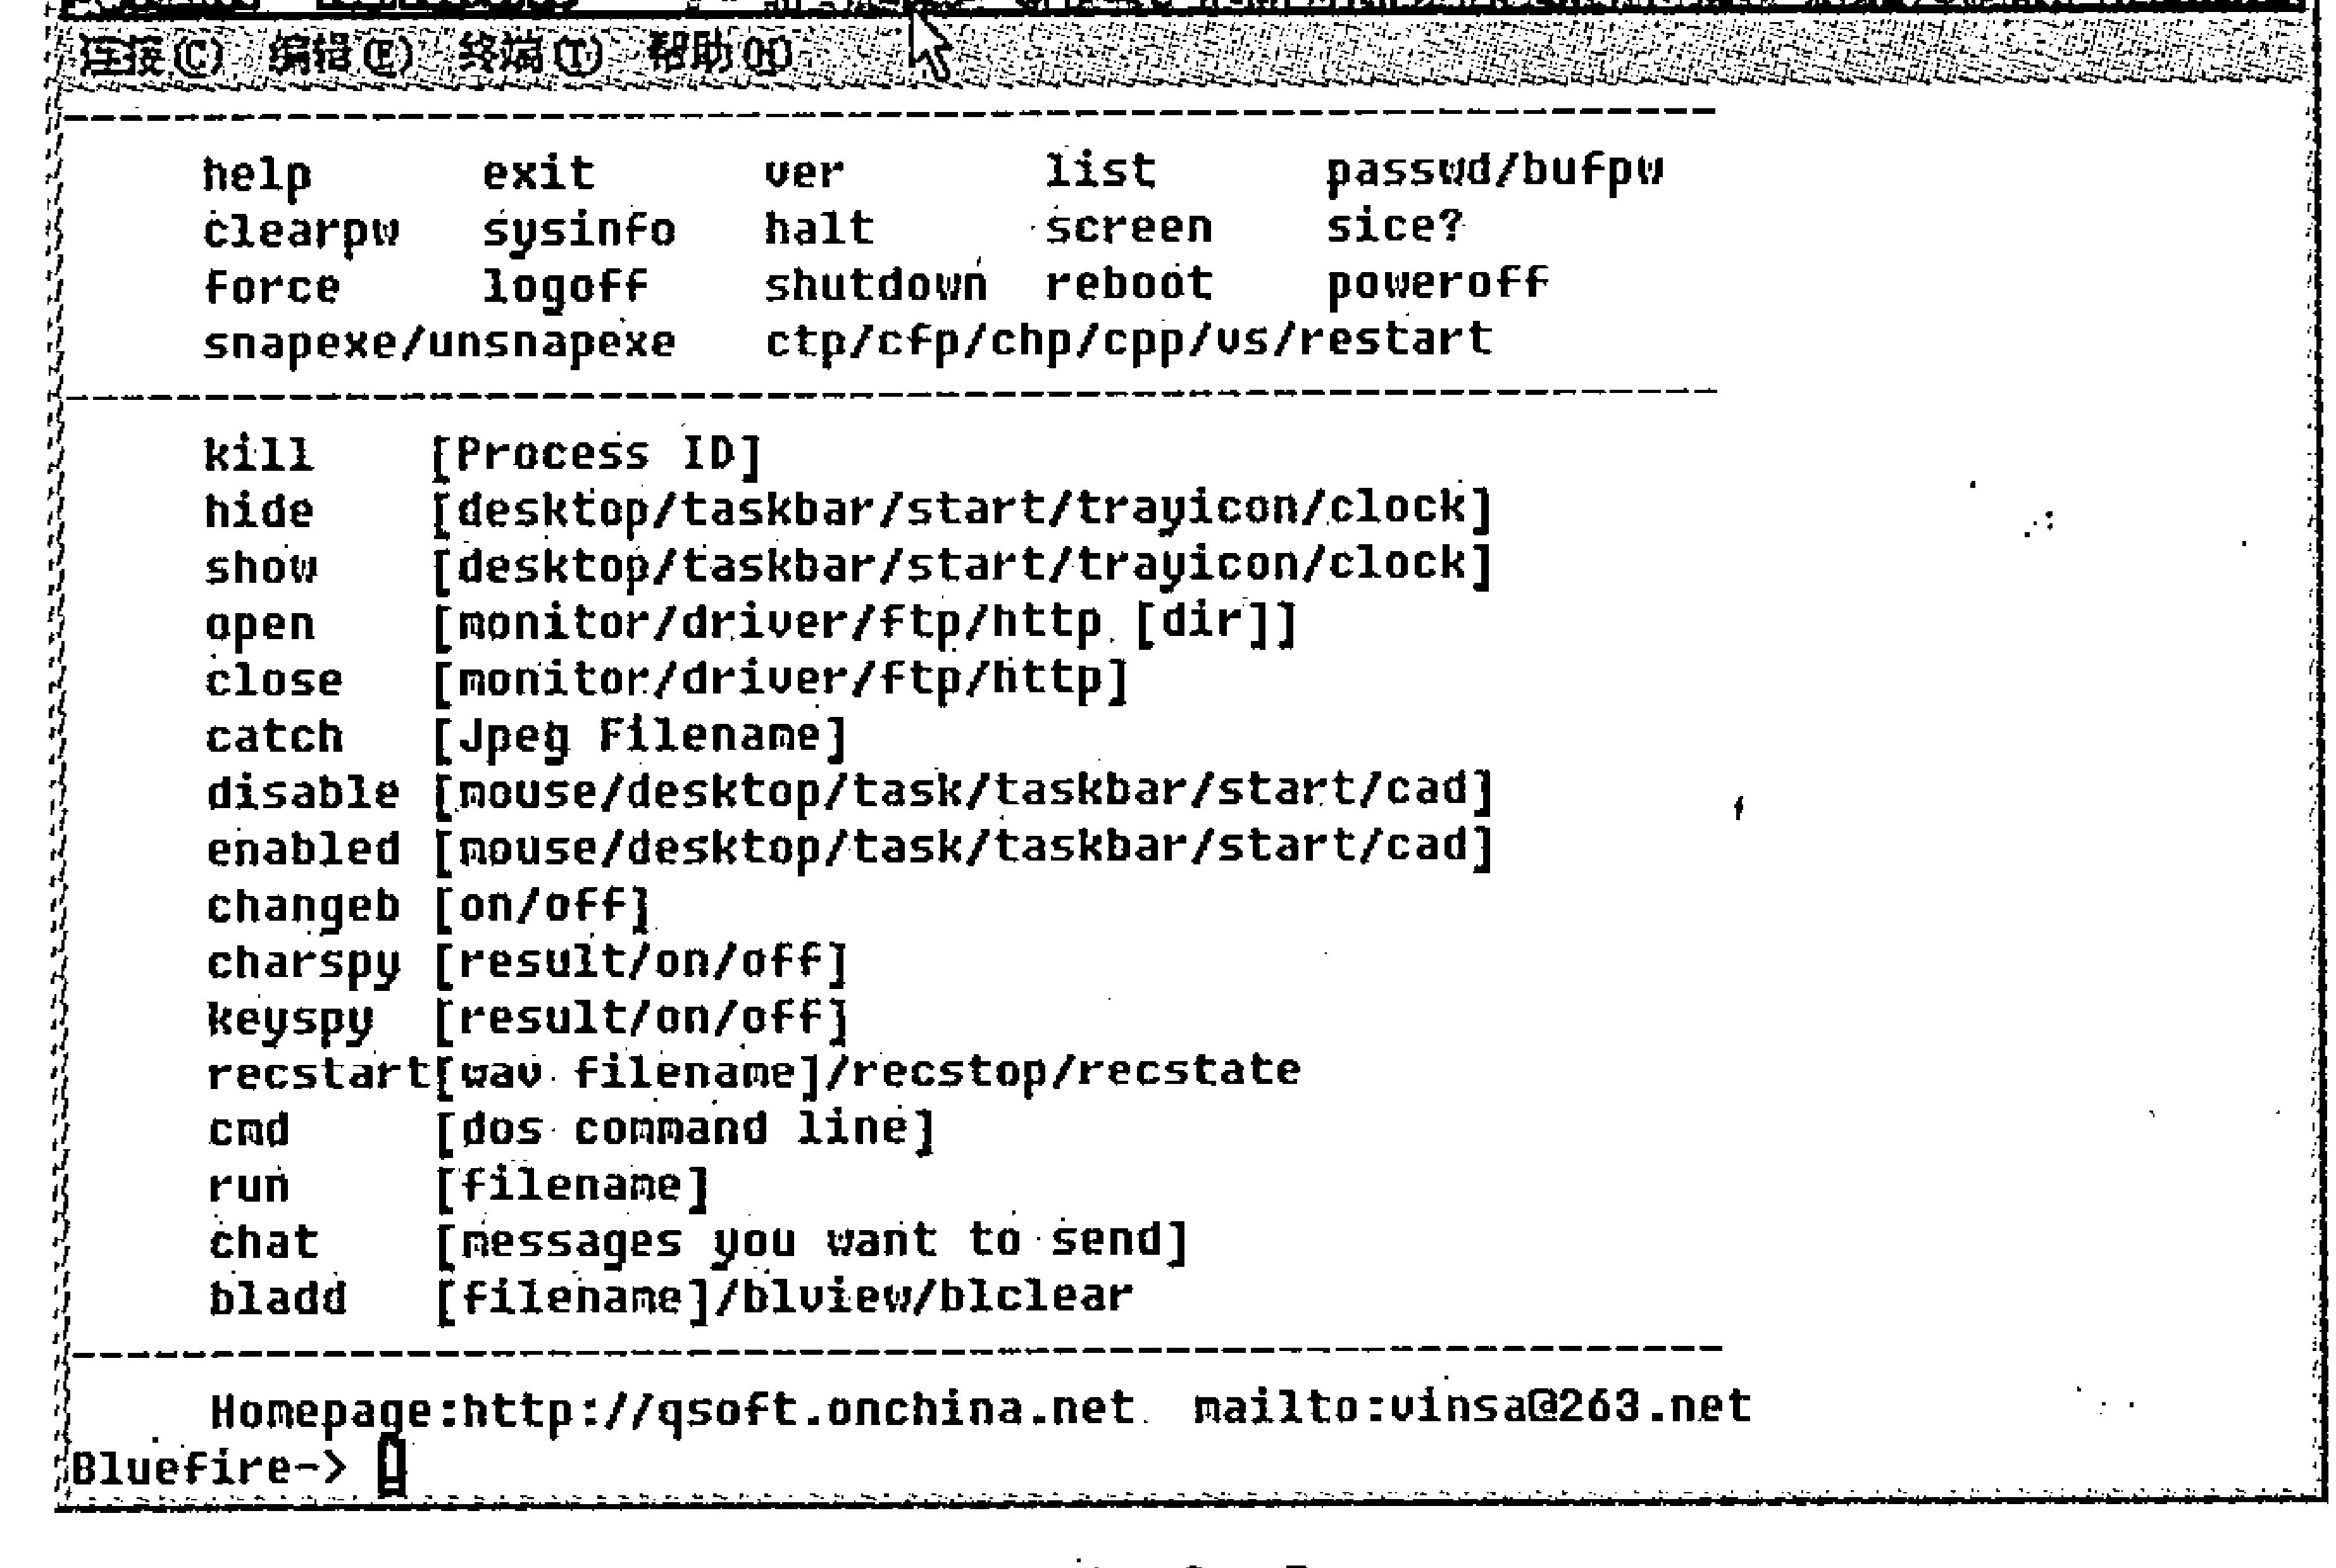 连接(C) 编辑(E) 终端(T) 帮助(H)
help exit ver list passwd/bufpw
clearpw sysinfo halt screen sice?
force logoff shutdown reboot poweroff
snapexe/unsnapexe ctp/cfp/chp/cpp/vs/restart
kill [Process ID]
hide [desktop/taskbar/start/trayicon/clock]
show [desktop/taskbar/start/trayicon/clock]
open [monitor/driver/ftp/http [dir]]
close [monitor/driver/ftp/http]
catch [Jpeg Filename]
disable [mouse/desktop/task/taskbar/start/cad]
enabled [mouse/desktop/task/taskbar/start/cad]
changeb [on/off]
charspy [result/on/off]
keyspy [result/on/off]
recstart[wav filename]/recstop/recstate
cmd [dos command line]
run [filename]
chat [messages you want to send]
bladd [filename]/blview/blclear
Homepage:http://qsoft.onchina.net mailto:vinsa@263.net
Bluefire->